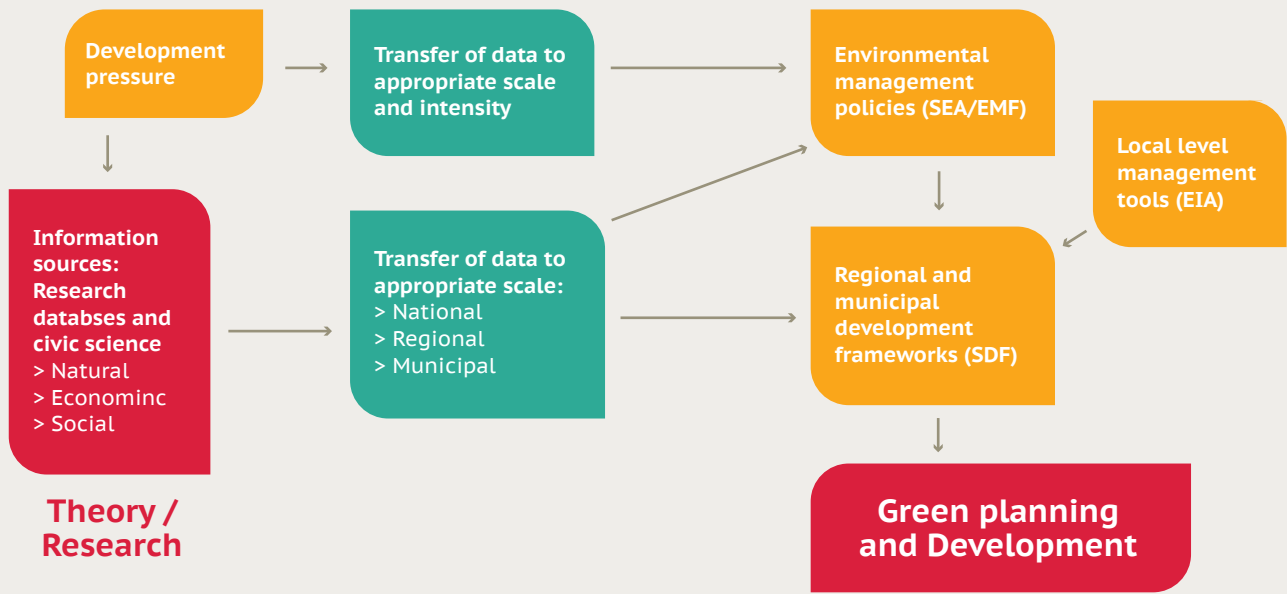 Development
pressure
Transfer of data to
appropriate scale
and intensity
Environmental
management
policies (SEA/EMF)
Local level
management
tools (EIA)
Information
sources:
Research
databses and
civic science
> Natural
> Econominc
> Social
Transfer of data to
appropriate scale:
> National
> Regional
> Municipal
Regional and
municipal
development
frameworks (SDF)
Theory /
Research
Green planning
and Development